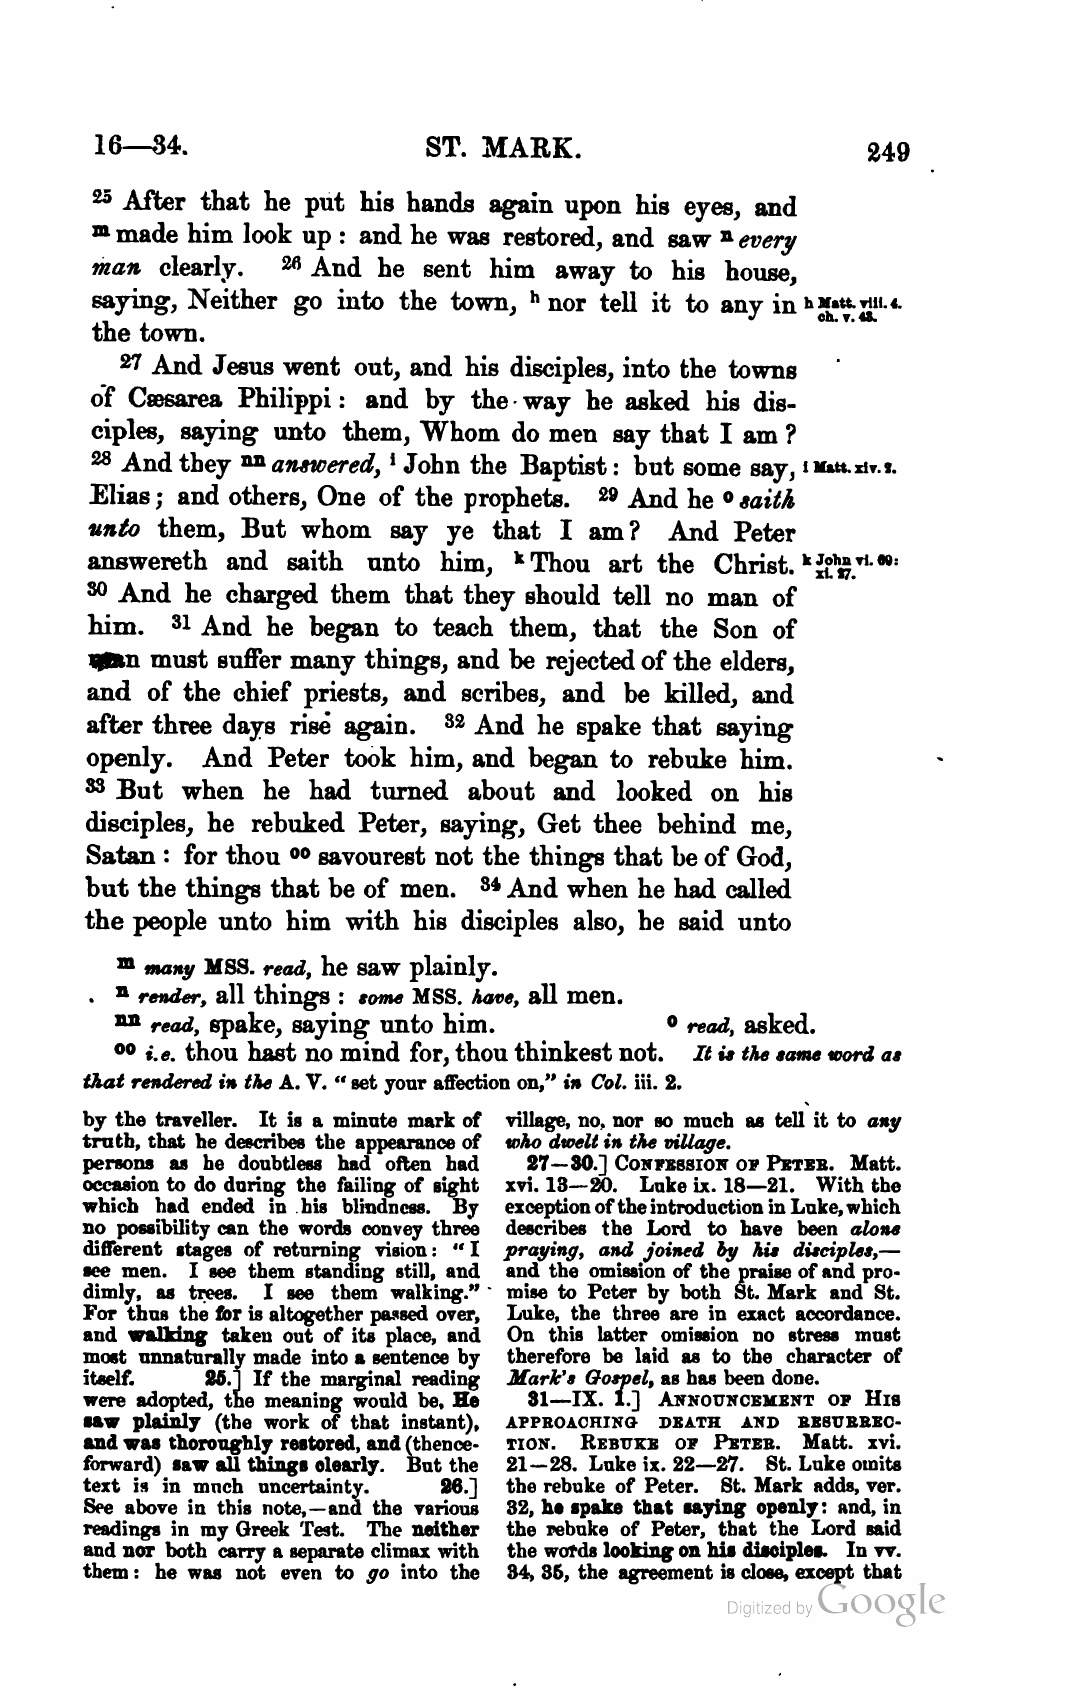 16—34. ST. MARK. 249
25 After that he put his hands again upon his eyes, and
m made him look up : and he was restored, and saw n every
man clearly. 26 And he sent him away to his house,
saying, Neither go into the town, h nor tell it to any in
the town.
h Matt. viii. 4.
ch. v. 43.
27 And Jesus went out, and his disciples, into the towns
of Cæsarea Philippi : and by the way he asked his dis-
ciples, saying unto them, Whom do men say that I am ?
28 And they nn answered, i John the Baptist : but some say,
i Matt. xiv. 2.
Elias ; and others, One of the prophets. 29 And he o saith
unto them, But whom say ye that I am ? And Peter
answereth and saith unto him, k Thou art the Christ.
k John vi. 69:
xi. 27.
30 And he charged them that they should tell no man of
him. 31 And he began to teach them, that the Son of
man must suffer many things, and be rejected of the elders,
and of the chief priests, and scribes, and be killed, and
after three days rise again. 32 And he spake that saying
openly. And Peter took him, and began to rebuke him.
33 But when he had turned about and looked on his
disciples, he rebuked Peter, saying, Get thee behind me,
Satan : for thou oo savourest not the things that be of God,
but the things that be of men. 34 And when he had called
the people unto him with his disciples also, he said unto
m many MSS. read, he saw plainly.
n render, all things : some MSS. have, all men.
nn read, spake, saying unto him. o read, asked.
oo i.e. thou hast no mind for, thou thinkest not. It is the same word as
that rendered in the A. V. “ set your affection on,” in Col. iii. 2.
by the traveller. It is a minute mark of
truth, that he describes the appearance of
persons as he doubtless had often had
occasion to do during the failing of sight
which had ended in his blindness. By
no possibility can the words convey three
different stages of returning vision : “ I
see men. I see them standing still, and
dimly, as trees. I see them walking.”
For thus the for is altogether passed over,
and walking taken out of its place, and
most unnaturally made into a sentence by
itself. 25.] If the marginal reading
were adopted, the meaning would be, He
saw plainly (the work of that instant),
and was thoroughly restored, and (thence-
forward) saw all things clearly. But the
text is in much uncertainty. 26.]
See above in this note,—and the various
readings in my Greek Test. The neither
and nor both carry a separate climax with
them : he was not even to go into the
village, no, nor so much as tell it to any
who dwelt in the village.
27—30.] CONFESSION OF PETER. Matt.
xvi. 13—20. Luke ix. 18—21. With the
exception of the introduction in Luke, which
describes the Lord to have been alone
praying, and joined by his disciples,—
and the omission of the praise of and pro-
mise to Peter by both St. Mark and St.
Luke, the three are in exact accordance.
On this latter omission no stress must
therefore be laid as to the character of
Mark's Gospel, as has been done.
31—IX. 1.] ANNOUNCEMENT OF HIS
APPROACHING DEATH AND RESURREC-
TION. REBUKE OF PETER. Matt. xvi.
21—28. Luke ix. 22—27. St. Luke omits
the rebuke of Peter. St. Mark adds, ver.
32, he spake that saying openly : and, in
the rebuke of Peter, that the Lord said
the words looking on his disciples. In vv.
34, 35, the agreement is close, except that
Digitized by Google